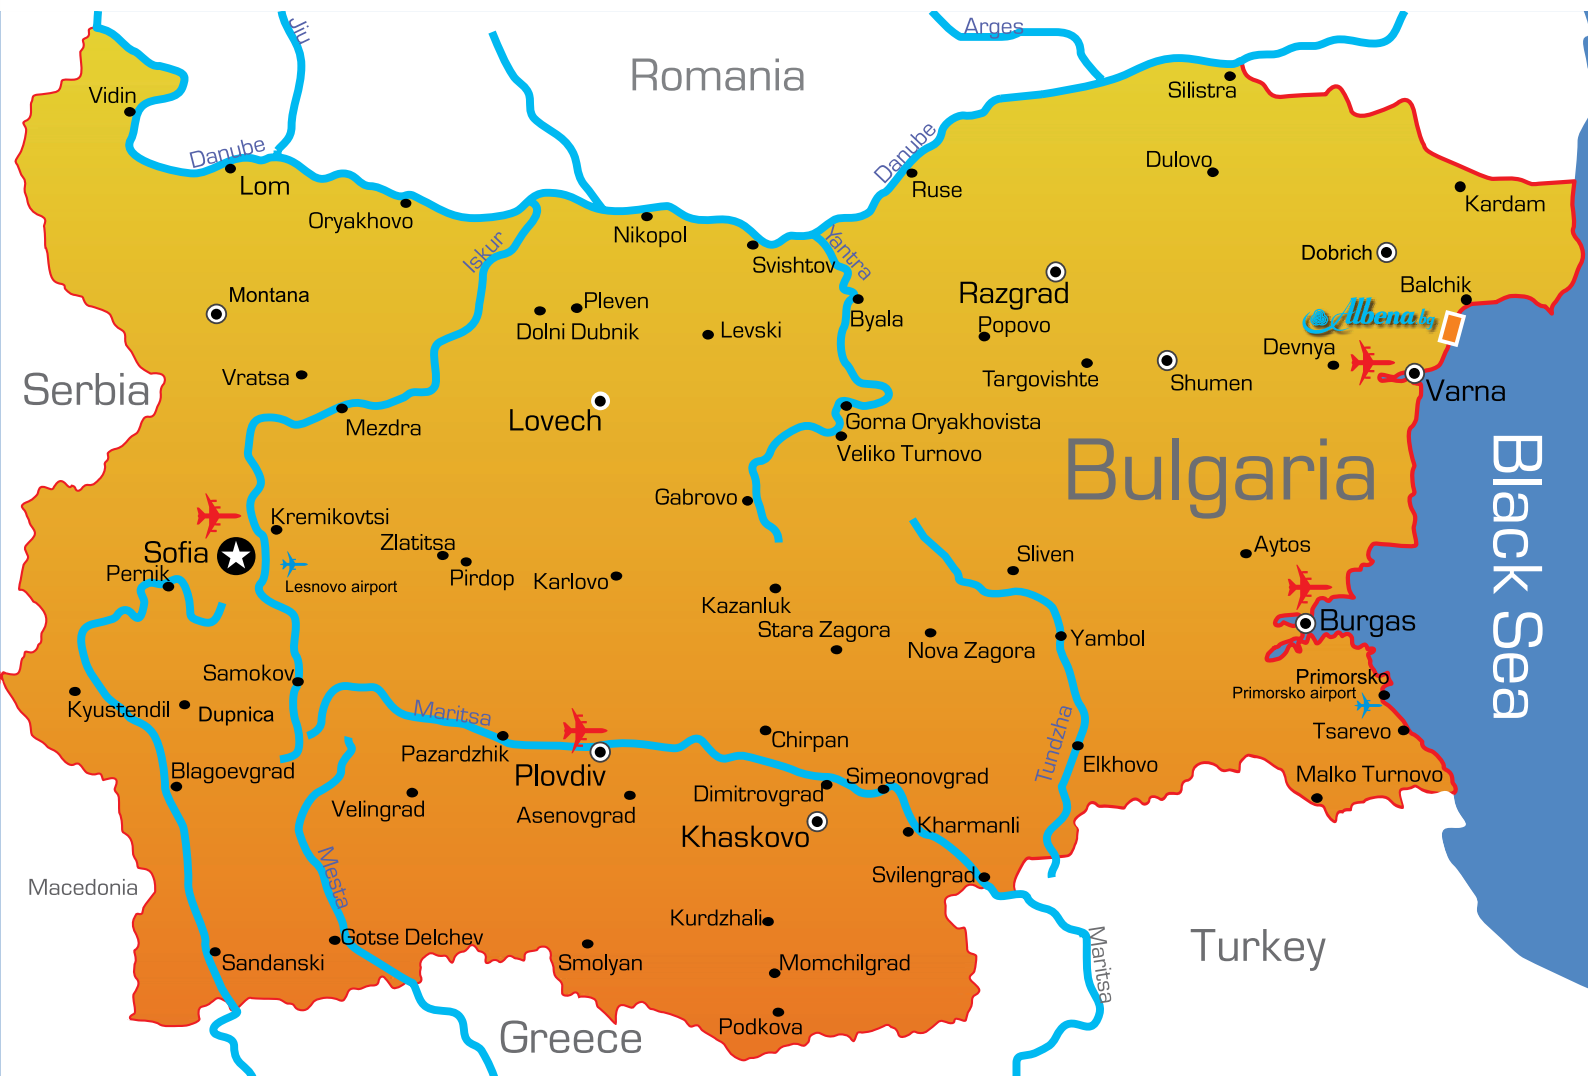 Jiu
Arges
Romania
Vidin
Silistra
Danube
Danube
Dulovo
Lom
Ruse
Kardam
Oryakhovo
Nikopol
Iskur
Yantra
Svishtov
Dobrich
Balchik
Montana
Pleven
Razgrad
Dolni Dubnik
Levski
Byala
Popovo
Albena.bg
Devnya
Serbia
Vratsa
Targovishte
Shumen
Varna
Lovech
Mezdra
Gorna Oryakhovista
Veliko Turnovo
Bulgaria
Black Sea
Gabrovo
Kremikovtsi
Sofia
Zlatitsa
Sliven
Aytos
Pernik
Lesnovo airport
Pirdop
Karlovo
Kazanluk
Stara Zagora
Burgas
Nova Zagora
Yambol
Samokov
Primorsko
Primorsko airport
Kyustendil
Dupnica
Maritsa
Tundzha
Tsarevo
Pazardzhik
Chirpan
Blagoevgrad
Plovdiv
Simeonovgrad
Elkhovo
Malko Turnovo
Velingrad
Asenovgrad
Dimitrovgrad
Khaskovo
Kharmanli
Mesta
Macedonia
Svilengrad
Kurdzhali
Gotse Delchev
Turkey
Sandanski
Smolyan
Momchilgrad
Maritsa
Podkova
Greece